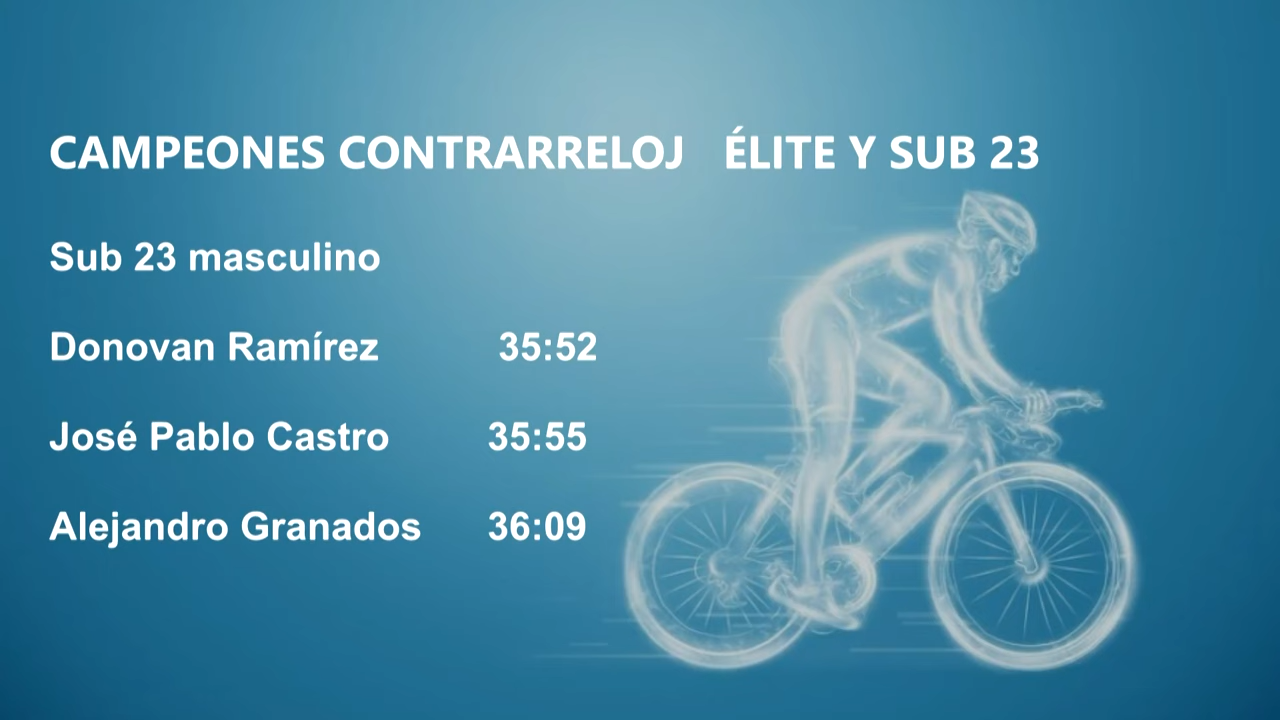 CAMPEONES CONTRARRELOJ ÉLITE Y SUB 23
Sub 23 masculino
Donovan Ramírez 35:52
José Pablo Castro 35:55
Alejandro Granados 36:09